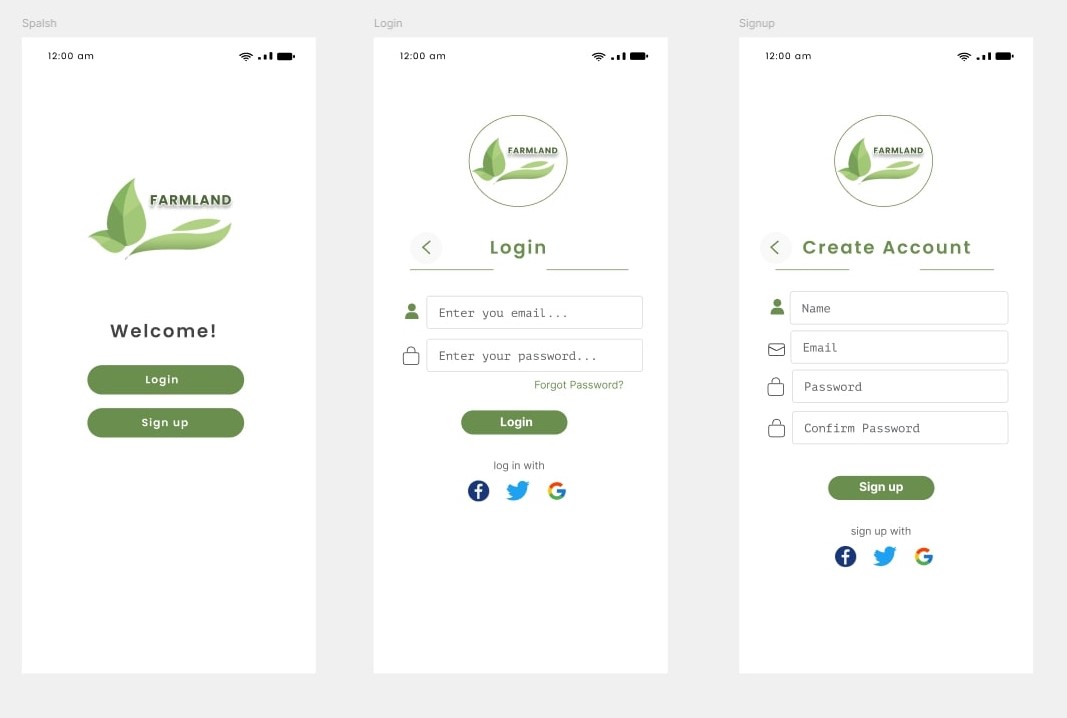 Spalsh
12:00 am
FARMLAND
Welcome!
Login
Sign up
Login
12:00 am
FARMLAND
Login
Enter you email...
Enter your password...
Forgot Password?
Login
log in with
Signup
12:00 am
FARMLAND
Create Account
Name
Email
Password
Confirm Password
Sign up
sign up with